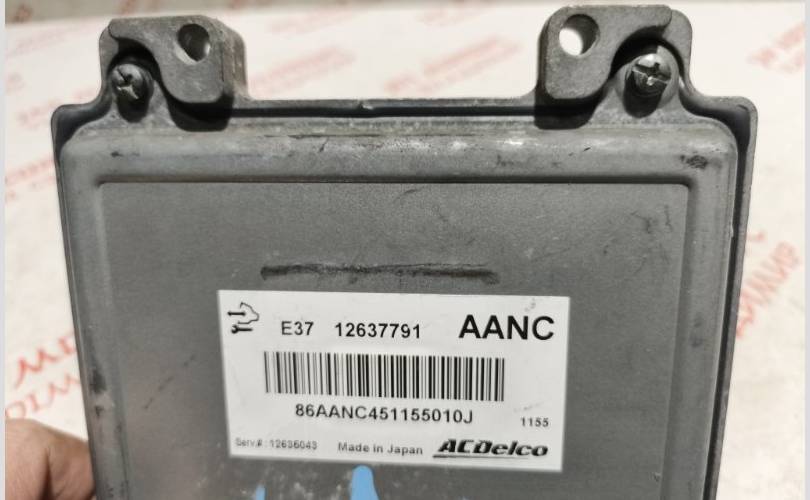 E37 12637791 AANC
86AANC451155010J
1155
Serv.#: 12636043 Made in Japan ACDelco